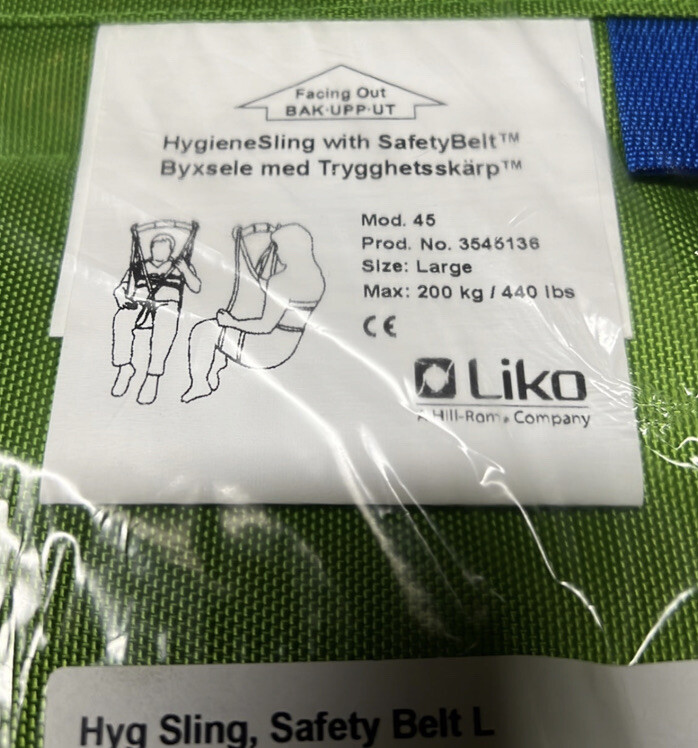 Facing Out
BAK·UPP·UT
HygieneSling with SafetyBelt™
Byxsele med Trygghetsskärp™
Mod. 45
Prod. No. 3546136
Size: Large
Max: 200 kg / 440 lbs
CE
Liko
A Hill-Rom® Company
Hyg Sling, Safety Belt L